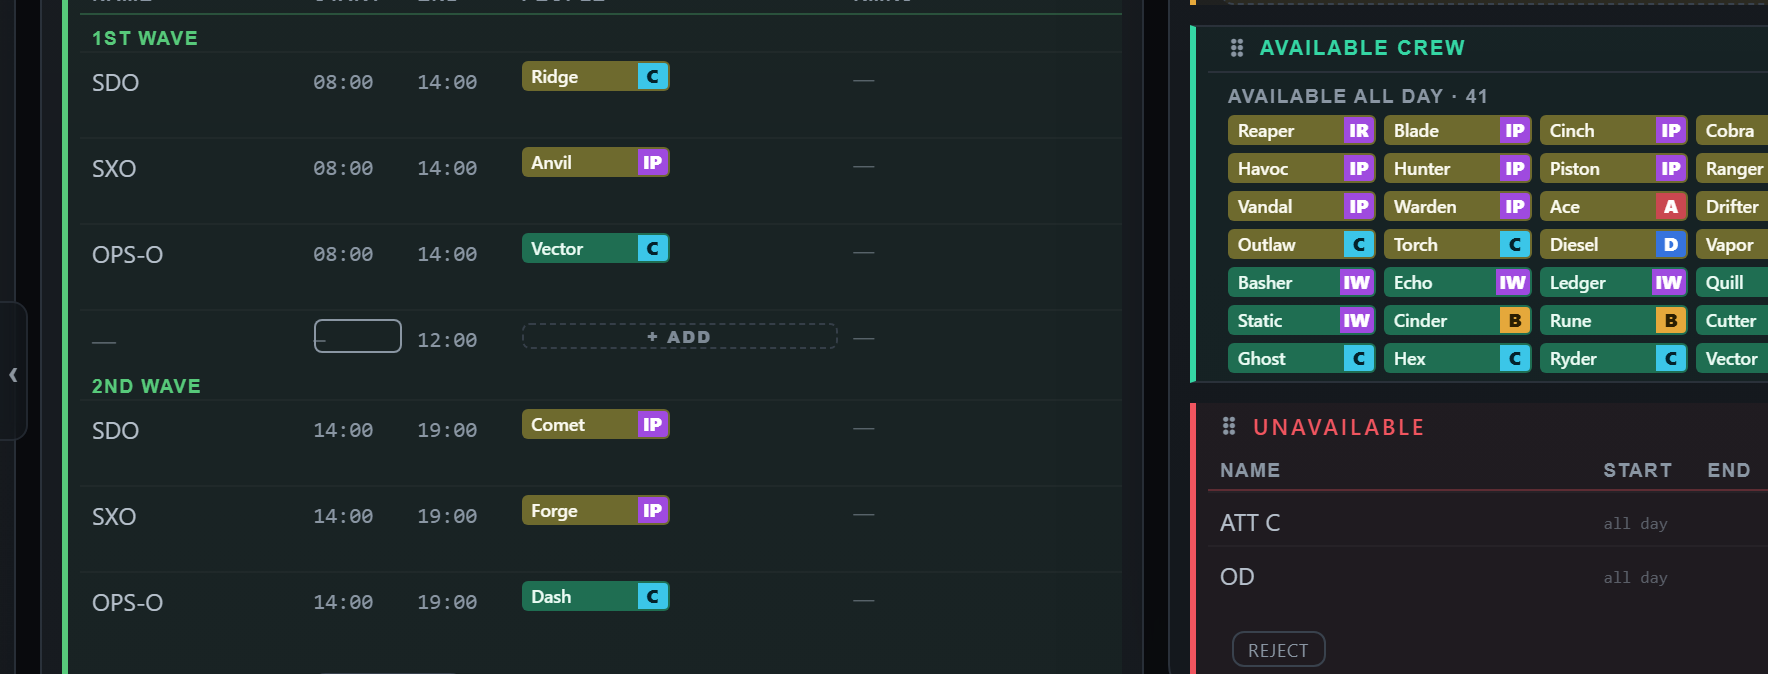 1ST WAVE
SDO 08:00 14:00 Ridge C —
SXO 08:00 14:00 Anvil IP —
OPS-O 08:00 14:00 Vector C —
— — 12:00 + ADD —
2ND WAVE
SDO 14:00 19:00 Comet IP —
SXO 14:00 19:00 Forge IP —
OPS-O 14:00 19:00 Dash C —
‹
AVAILABLE CREW
AVAILABLE ALL DAY · 41
Reaper IR Blade IP Cinch IP Cobra
Havoc IP Hunter IP Piston IP Ranger
Vandal IP Warden IP Ace A Drifter
Outlaw C Torch C Diesel D Vapor
Basher IW Echo IW Ledger IW Quill
Static IW Cinder B Rune B Cutter
Ghost C Hex C Ryder C Vector
UNAVAILABLE
NAME START END
ATT C all day
OD all day
REJECT